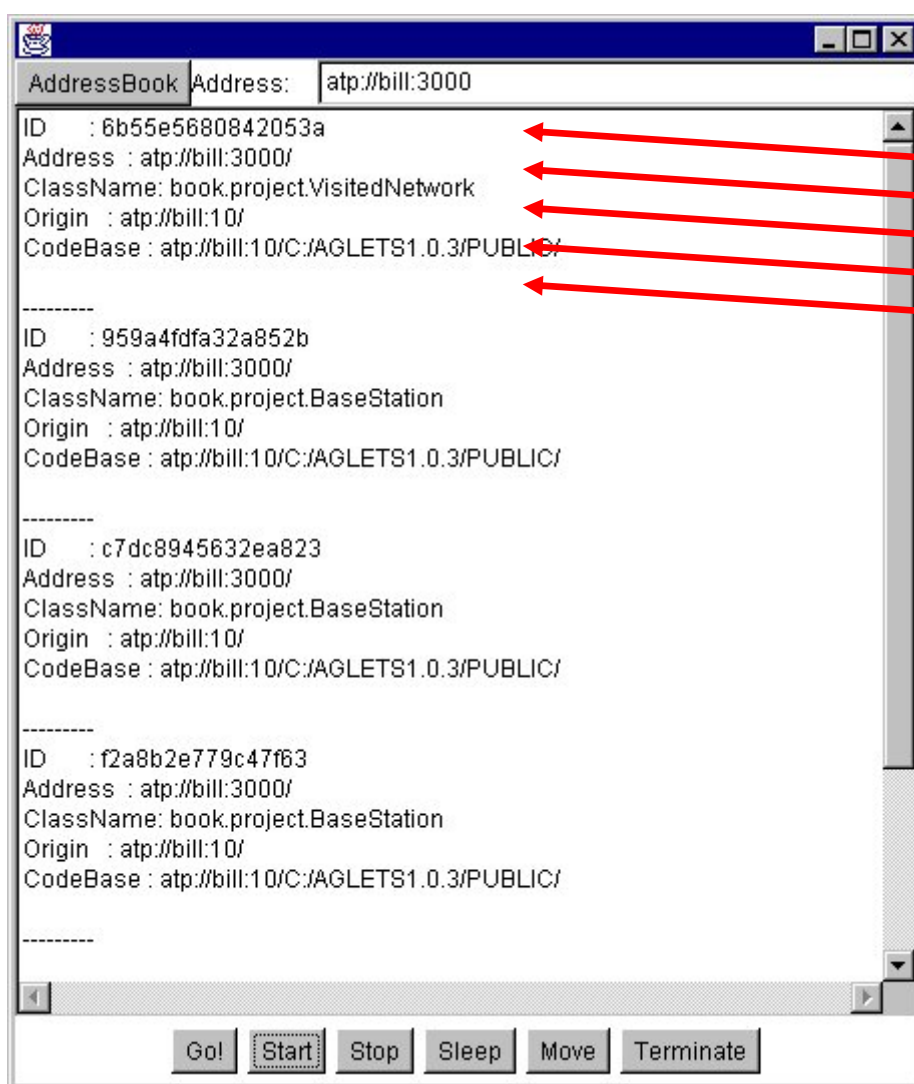 AddressBook Address: atp://bill:3000
ID : 6b55e5680842053a
Address : atp://bill:3000/
ClassName: book.project.VisitedNetwork
Origin : atp://bill:10/
CodeBase : atp://bill:10/C:/AGLETS1.0.3/PUBLIC/
---------
ID : 959a4fdfa32a852b
Address : atp://bill:3000/
ClassName: book.project.BaseStation
Origin : atp://bill:10/
CodeBase : atp://bill:10/C:/AGLETS1.0.3/PUBLIC/
---------
ID : c7dc8945632ea823
Address : atp://bill:3000/
ClassName: book.project.BaseStation
Origin : atp://bill:10/
CodeBase : atp://bill:10/C:/AGLETS1.0.3/PUBLIC/
---------
ID : f2a8b2e779c47f63
Address : atp://bill:3000/
ClassName: book.project.BaseStation
Origin : atp://bill:10/
CodeBase : atp://bill:10/C:/AGLETS1.0.3/PUBLIC/
---------
Go! Start Stop Sleep Move Terminate